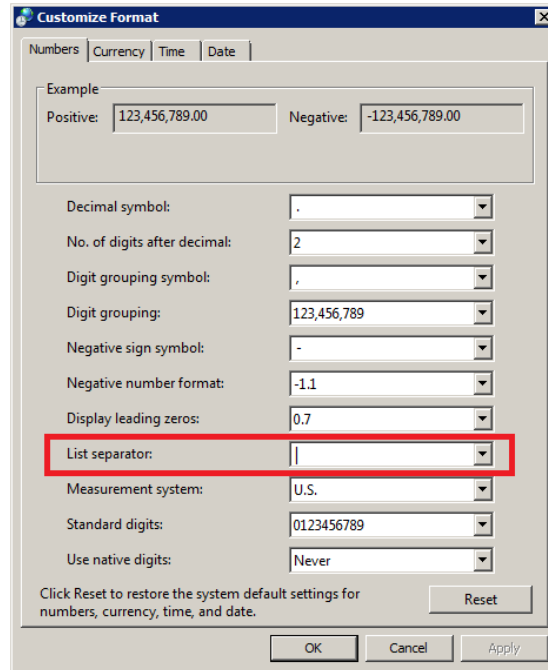 Customize Format
Numbers Currency Time Date
Example
Positive: 123,456,789.00 Negative: -123,456,789.00
Decimal symbol: .
No. of digits after decimal: 2
Digit grouping symbol: ,
Digit grouping: 123,456,789
Negative sign symbol: -
Negative number format: -1.1
Display leading zeros: 0.7
List separator: |
Measurement system: U.S.
Standard digits: 0123456789
Use native digits: Never
Click Reset to restore the system default settings for
numbers, currency, time, and date.
Reset
OK Cancel Apply